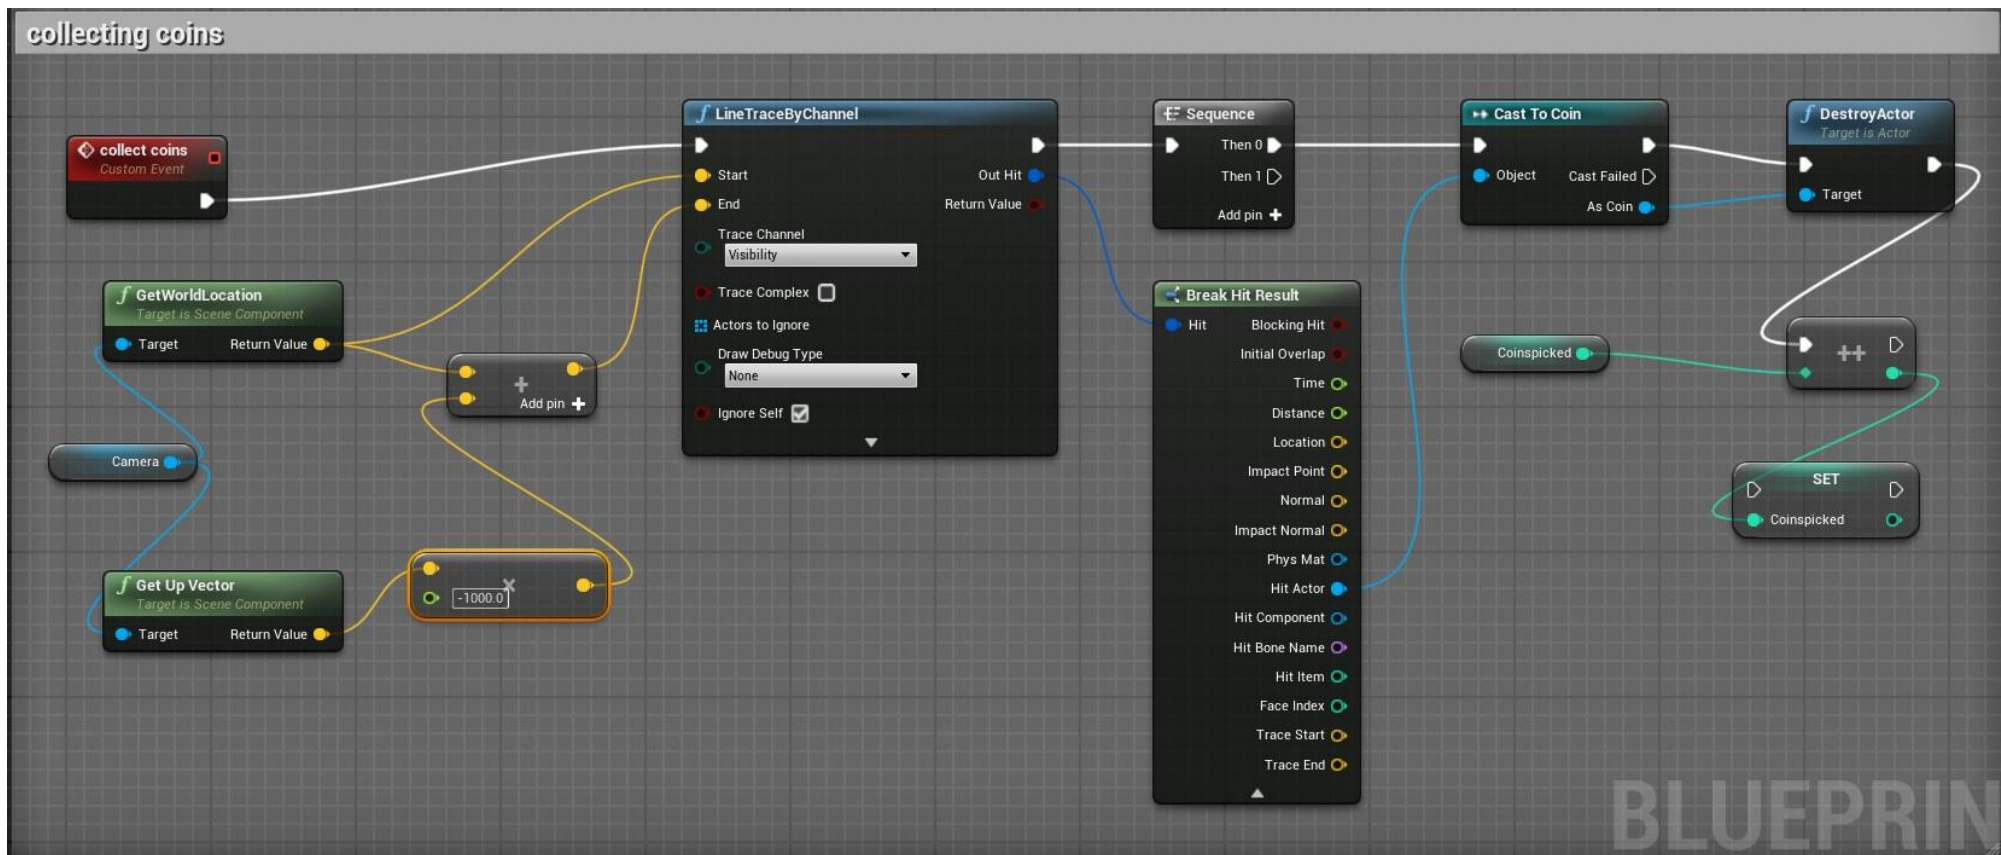 collecting coins
collect coins
Custom Event
GetWorldLocation
Target is Scene Component
Target
Return Value
Camera
Get Up Vector
Target is Scene Component
Target
Return Value
+
Add pin +
×
-1000.0
LineTraceByChannel
Start
Out Hit
End
Return Value
Trace Channel
Visibility
Trace Complex
Actors to Ignore
Draw Debug Type
None
Ignore Self
Sequence
Then 0
Then 1
Add pin +
Break Hit Result
Hit
Blocking Hit
Initial Overlap
Time
Distance
Location
Impact Point
Normal
Impact Normal
Phys Mat
Hit Actor
Hit Component
Hit Bone Name
Hit Item
Face Index
Trace Start
Trace End
Cast To Coin
Object
Cast Failed
As Coin
DestroyActor
Target is Actor
Target
Coinspicked
++
SET
Coinspicked
BLUEPRIN